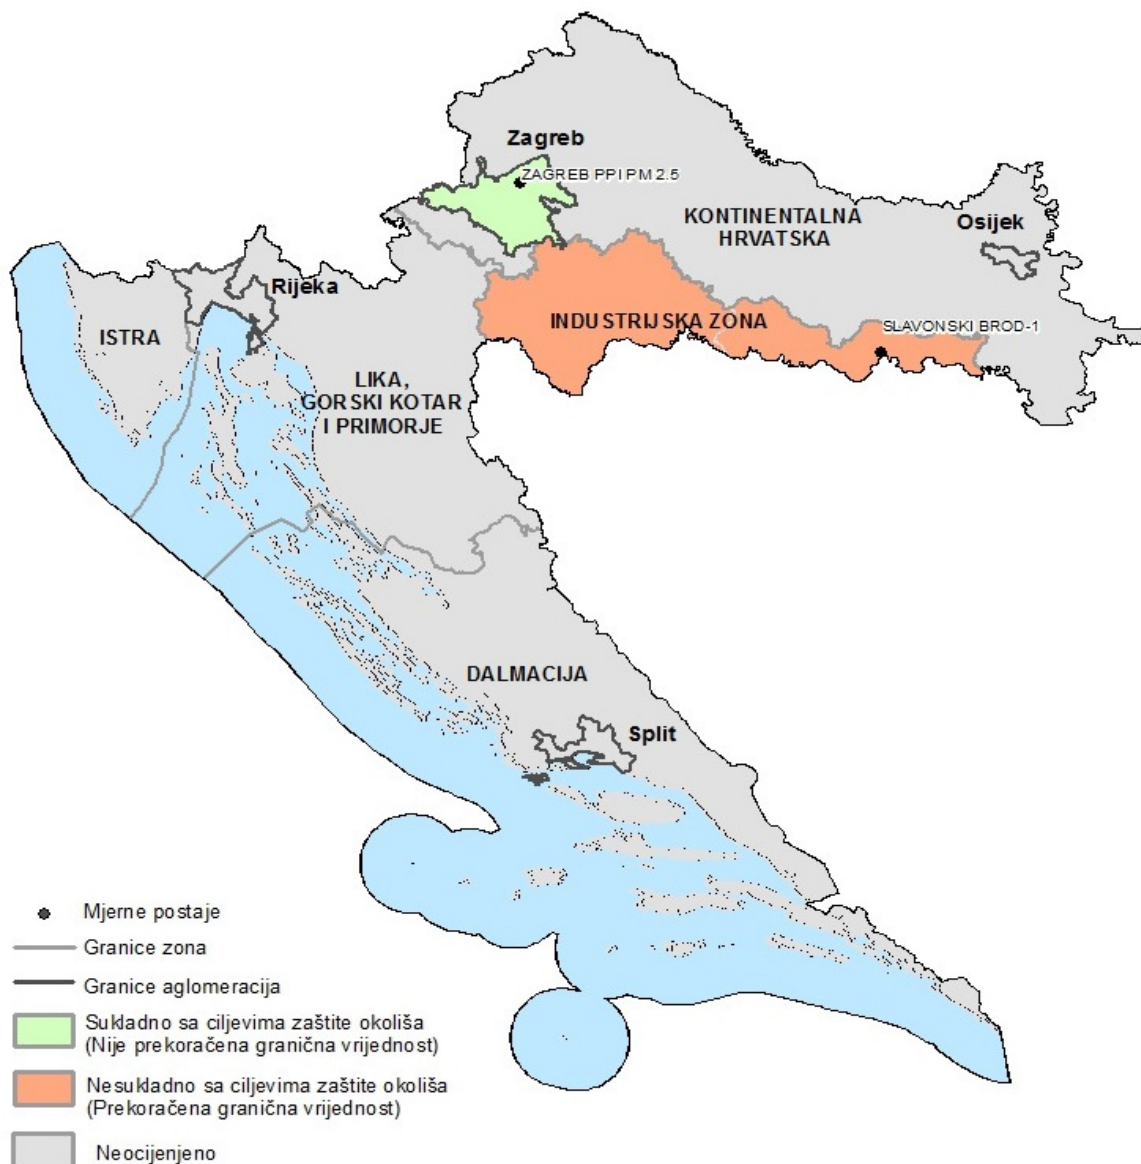 Zagreb
ZAGREB PPI PM 2.5
KONTINENTALNA
HRVATSKA
Osijek
Rijeka
ISTRA
INDUSTRIJSKA ZONA
SLAVONSKI BROD-1
LIKA,
GORSKI KOTAR
I PRIMORJE
DALMACIJA
Split
Mjerne postaje
Granice zona
Granice aglomeracija
Sukladno sa ciljevima zaštite okoliša
(Nije prekoračena granična vrijednost)
Nesukladno sa ciljevima zaštite okoliša
(Prekoračena granična vrijednost)
Neocijenjeno